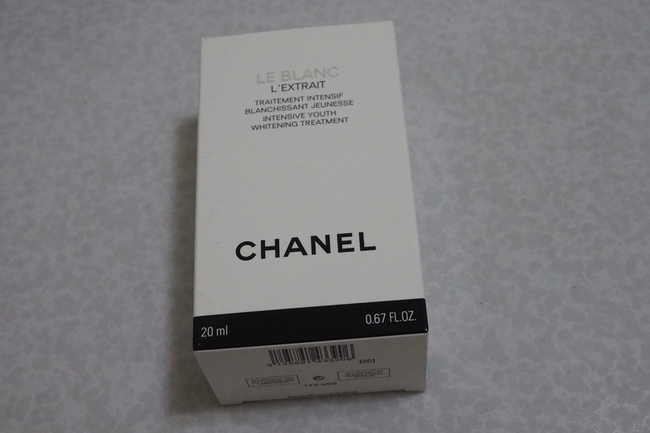 LE BLANC
L'EXTRAIT
TRAITEMENT INTENSIF
BLANCHISSANT JEUNESSE
INTENSIVE YOUTH
WHITENING TREATMENT
CHANEL
20 ml 0.67 FL.OZ.
1001